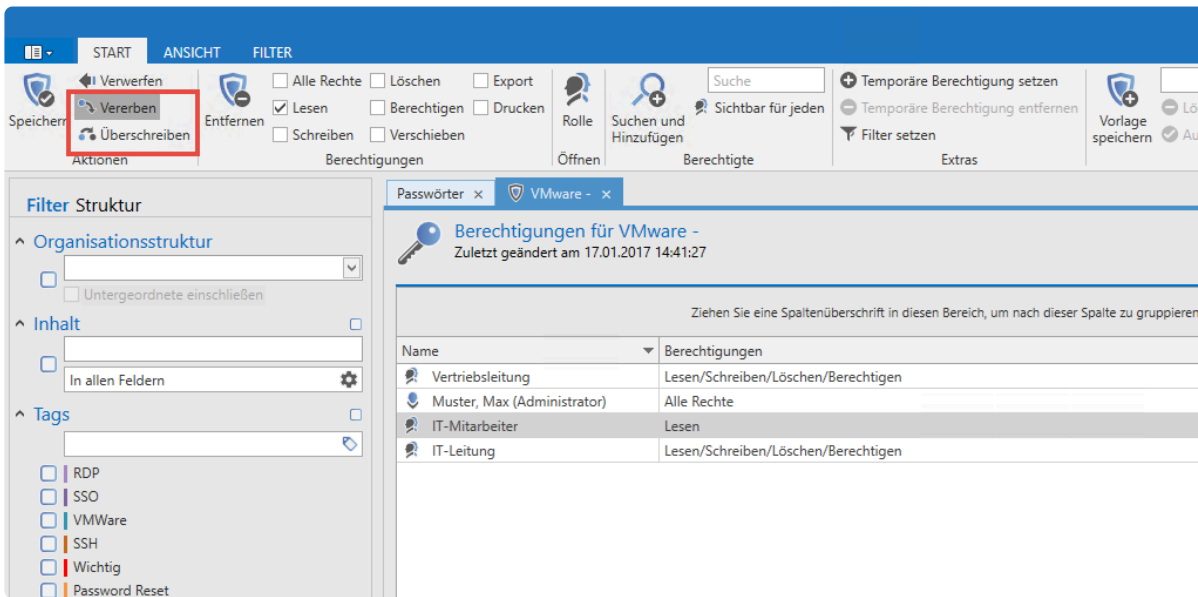 START ANSICHT FILTER
Speichern
Verwerfen
Vererben
Überschreiben
Aktionen
Entfernen
Alle Rechte Löschen Export
Lesen Berechtigen Drucken
Schreiben Verschieben
Berechtigungen
Rolle
Öffnen
Suchen und
Hinzufügen
Suche
Sichtbar für jeden
Berechtigte
Temporäre Berechtigung setzen
Temporäre Berechtigung entfernen
Filter setzen
Extras
Vorlage
speichern
Filter Struktur
Organisationsstruktur
Untergeordnete einschließen
Inhalt
In allen Feldern
Tags
RDP
SSO
VMWare
SSH
Wichtig
Password Reset
Passwörter x VMware - x
Berechtigungen für VMware -
Zuletzt geändert am 17.01.2017 14:41:27
Ziehen Sie eine Spaltenüberschrift in diesen Bereich, um nach dieser Spalte zu gruppieren
Name Berechtigungen
Vertriebsleitung Lesen/Schreiben/Löschen/Berechtigen
Muster, Max (Administrator) Alle Rechte
IT-Mitarbeiter Lesen
IT-Leitung Lesen/Schreiben/Löschen/Berechtigen